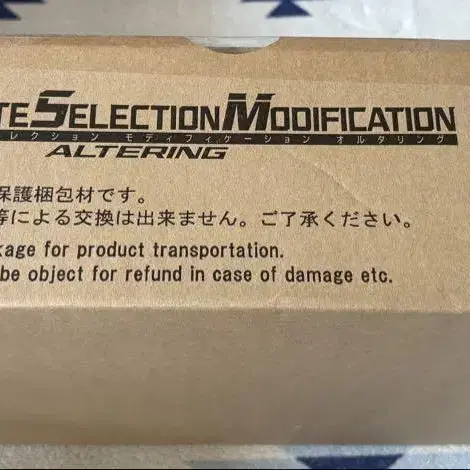 TE SELECTION MODIFICATION
レクション モディフィケーション オルタリング
ALTERING
保護梱包材です。
等による交換は出来ません。ご了承ください。
kage for product transportation.
be object for refund in case of damage etc.